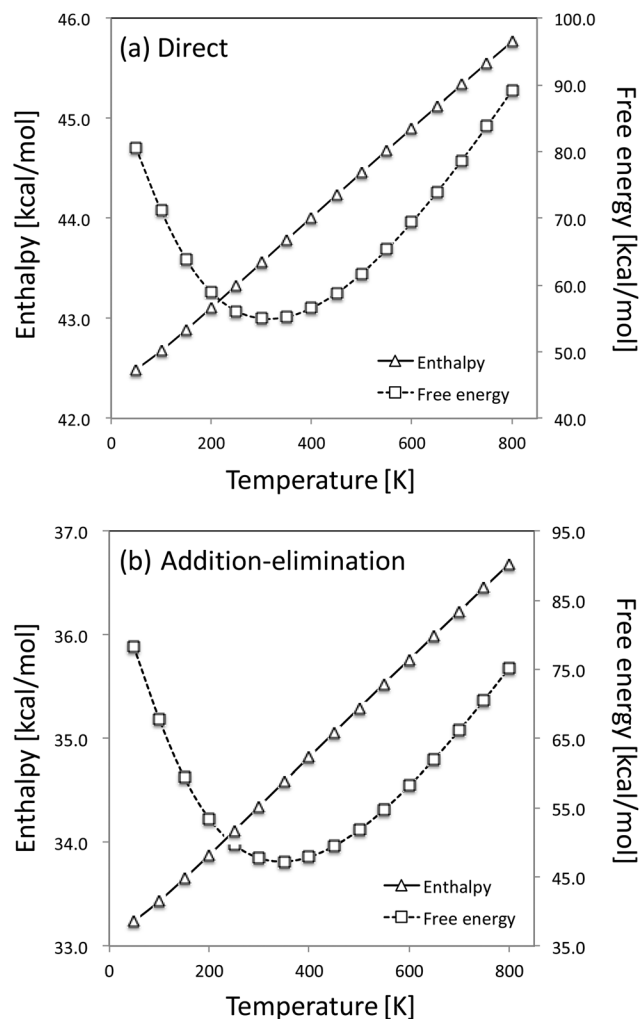 (a) Direct
Enthalpy [kcal/mol]
46.0
45.0
44.0
43.0
42.0
Free energy [kcal/mol]
100.0
90.0
80.0
70.0
60.0
50.0
40.0
Enthalpy
Free energy
0 200 400 600 800
Temperature [K]
(b) Addition-elimination
Enthalpy [kcal/mol]
37.0
36.0
35.0
34.0
33.0
Free energy [kcal/mol]
95.0
85.0
75.0
65.0
55.0
45.0
35.0
Enthalpy
Free energy
0 200 400 600 800
Temperature [K]